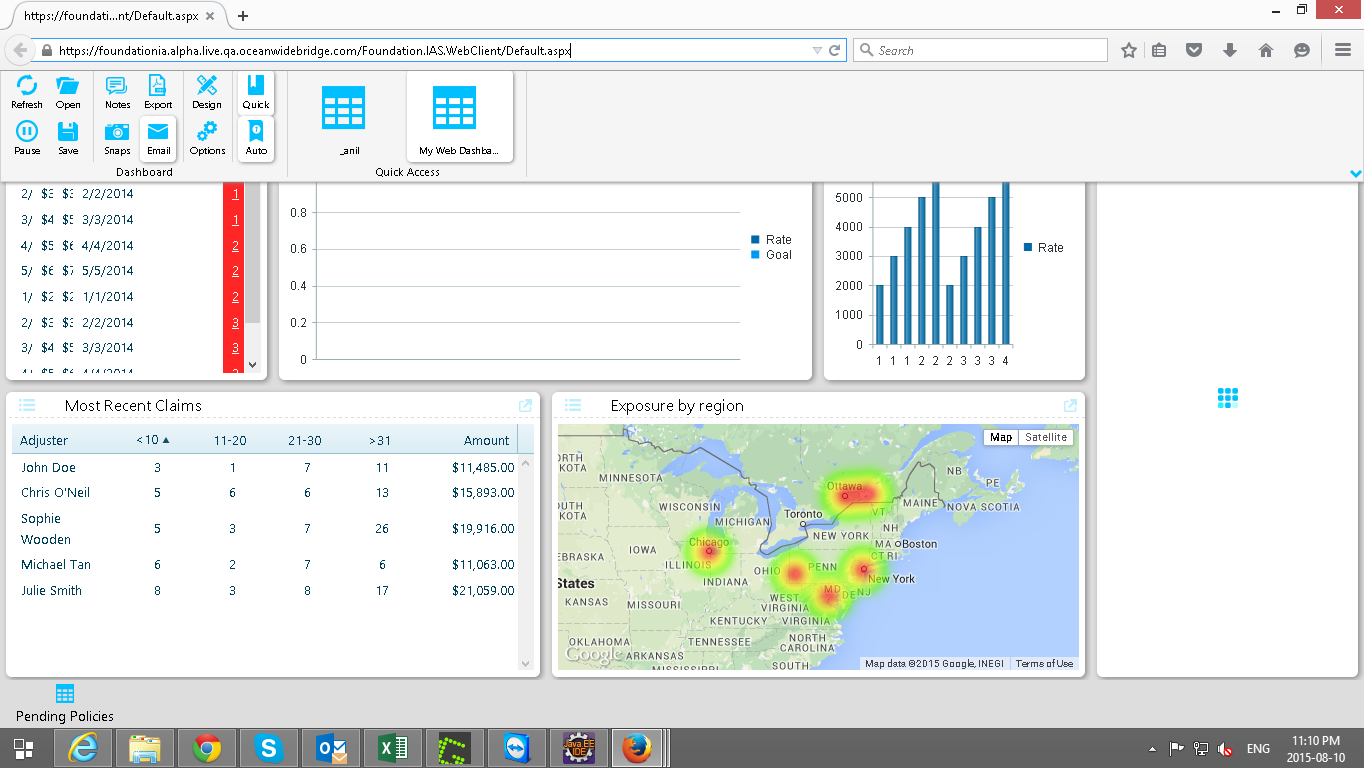 https://foundati...nt/Default.aspx
https://foundationia.alpha.live.qa.oceanwidebridge.com/Foundation.IAS.WebClient/Default.aspx
Search
Refresh Open Notes Export Design Quick
Pause Save Snaps Email Options Auto
_anil My Web Dashba...
Dashboard Quick Access
2/ $3 $3 2/2/2014 1
3/ $4 $5 3/3/2014 1
4/ $5 $6 4/4/2014 2
5/ $6 $7 5/5/2014 2
1/ $2 $2 1/1/2014 2
2/ $3 $3 2/2/2014 3
3/ $4 $5 3/3/2014 3
0.8
0.6
0.4
0.2
0
Rate
Goal
5000
4000
3000
2000
1000
0
1 1 1 2 2 2 3 3 3 4
Rate
Most Recent Claims
Adjuster <10 11-20 21-30 >31 Amount
John Doe 3 1 7 11 $11,485.00
Chris O'Neil 5 6 6 13 $15,893.00
Sophie
Wooden 5 3 7 26 $19,916.00
Michael Tan 6 2 7 6 $11,063.00
Julie Smith 8 3 8 17 $21,059.00
Exposure by region
Map Satellite
MINNESOTA
WISCONSIN
MICHIGAN
Ottawa
Toronto
VT
MAINE
NB
PE
NOVA SCOTIA
NH
NEW YORK
MA
Boston
CT RI
IOWA
Chicago
ILLINOIS
INDIANA
OHIO
PENN
New York
MD
DE
NJ
States
KANSAS
MISSOURI
WEST
VIRGINIA
KENTUCKY
VIRGINIA
OKLAHOMA
TENNESSEE
NORTH
CAROLINA
ARKANSAS
MISSISSIPPI
SOUTH
Google
Map data ©2015 Google, INEGI
Terms of Use
Pending Policies
Java EE
IDE
ENG
11:10 PM
2015-08-10